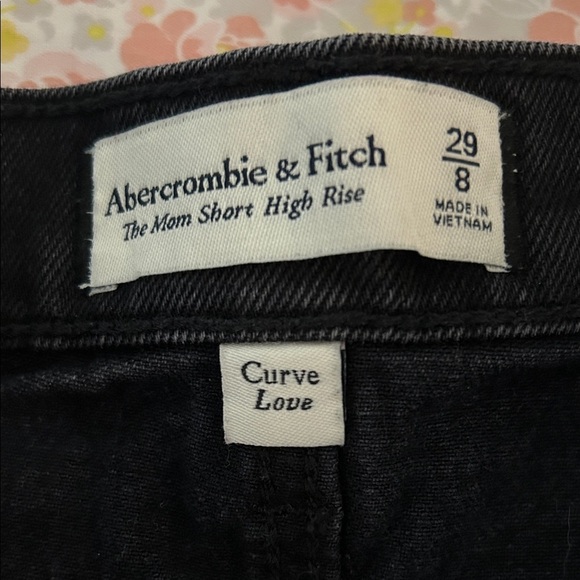 Abercrombie & Fitch
The Mom Short High Rise
29
8
MADE IN
VIETNAM
Curve
Love